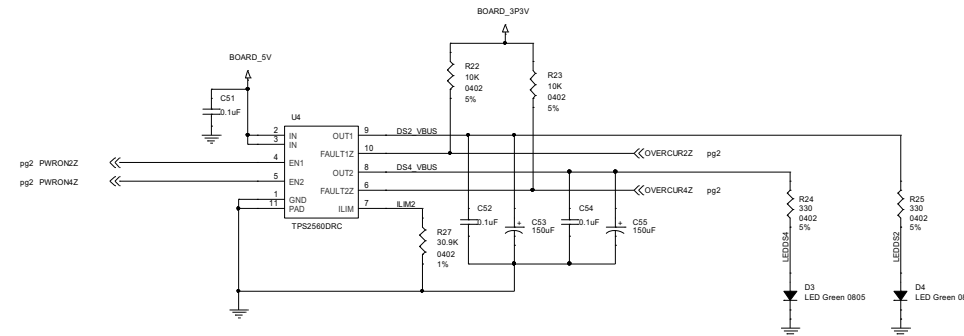 BOARD_3P3V
BOARD_5V
R22
10K
0402
5%
R23
10K
0402
5%
C51
0.1uF
U4
2 IN OUT1 9 DS2_VBUS
3 IN
FAULT1Z 10 OVERCUR2Z pg2
pg2 PWRON2Z 4 EN1
OUT2 8 DS4_VBUS
pg2 PWRON4Z 5 EN2
FAULT2Z 6 OVERCUR4Z pg2
1 GND
11 PAD ILIM 7 ILIM2
TPS2560DRC
R27
30.9K
0402
1%
C52
0.1uF
+
C53
150uF
C54
0.1uF
+
C55
150uF
R24
330
0402
5%
R25
330
0402
5%
LEDDS4
LEDDS2
D3
LED Green 0805
D4
LED Green